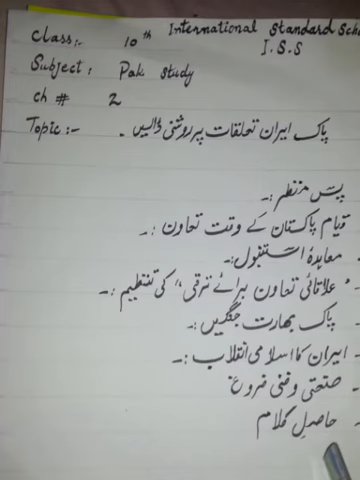 International Standard Scho
Class:- 10th I.S.S
Subject: Pak Study
ch # 2
Topic:- پاک ایران تعلقات پر روشنی ڈالیں۔
پس منظر:-
قیام پاکستان کے وقت تعاون:-
معاہدۂ استنبول:-
"علاقائی تعاون برائے ترقی" کی تنظیم:-
پاک بھارت جنگیں:-
ایران کا اسلامی انقلاب:-
صنعتی و فنی فروغ
حاصل کلام